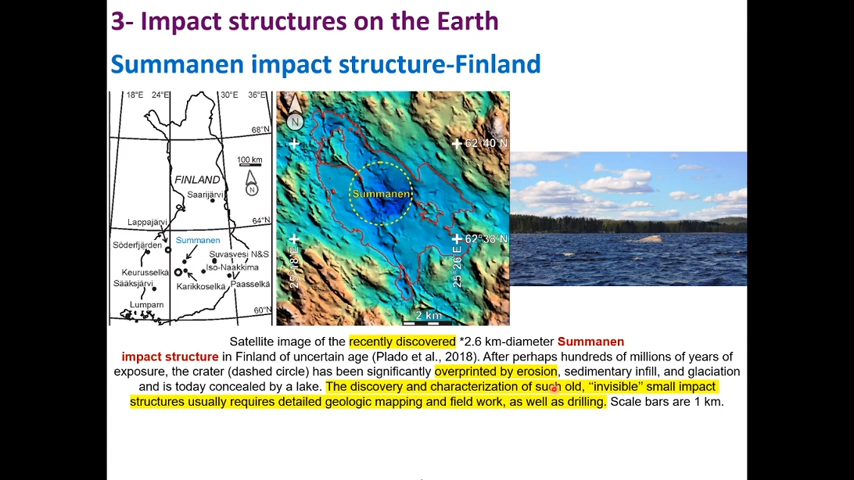 3- Impact structures on the Earth
Summanen impact structure-Finland
18°E 24°E 30°E 36°E
68°N
100 km
N
FINLAND
Saarijärvi
64°N
Lappajärvi
Summanen
Söderfjärden
Suvasvesi N&S
Iso-Naakkima
Keurusselkä
Karikkoselkä
Paasselkä
Sääksjärvi
Lumparn
60°N
N
62°40'N
Summanen
62°38'N
25°18'E
25°26'E
2 km
Satellite image of the recently discovered *2.6 km-diameter Summanen
impact structure in Finland of uncertain age (Plado et al., 2018). After perhaps hundreds of millions of years of
exposure, the crater (dashed circle) has been significantly overprinted by erosion, sedimentary infill, and glaciation
and is today concealed by a lake. The discovery and characterization of such old, “invisible” small impact
structures usually requires detailed geologic mapping and field work, as well as drilling. Scale bars are 1 km.